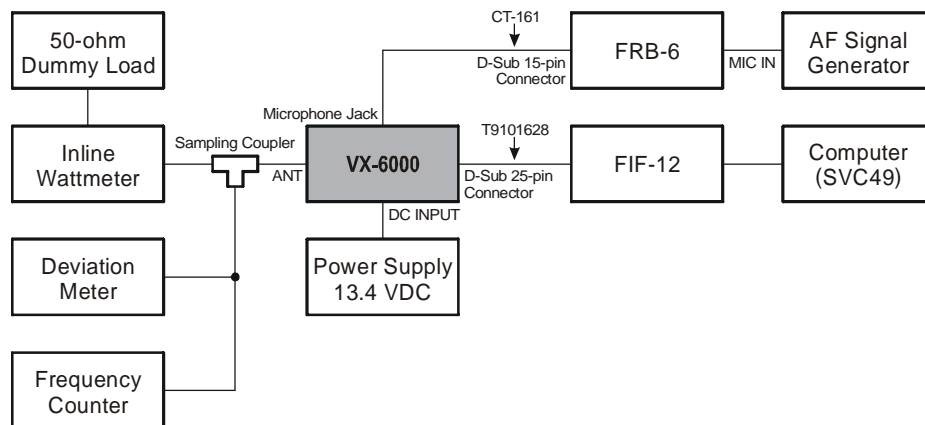 50-ohm
Dummy Load
CT-161
FRB-6
AF Signal
Generator
D-Sub 15-pin
Connector
MIC IN
Microphone Jack
Sampling Coupler
T9101628
Inline
Wattmeter
ANT
VX-6000
D-Sub 25-pin
Connector
FIF-12
Computer
(SVC49)
DC INPUT
Deviation
Meter
Power Supply
13.4 VDC
Frequency
Counter